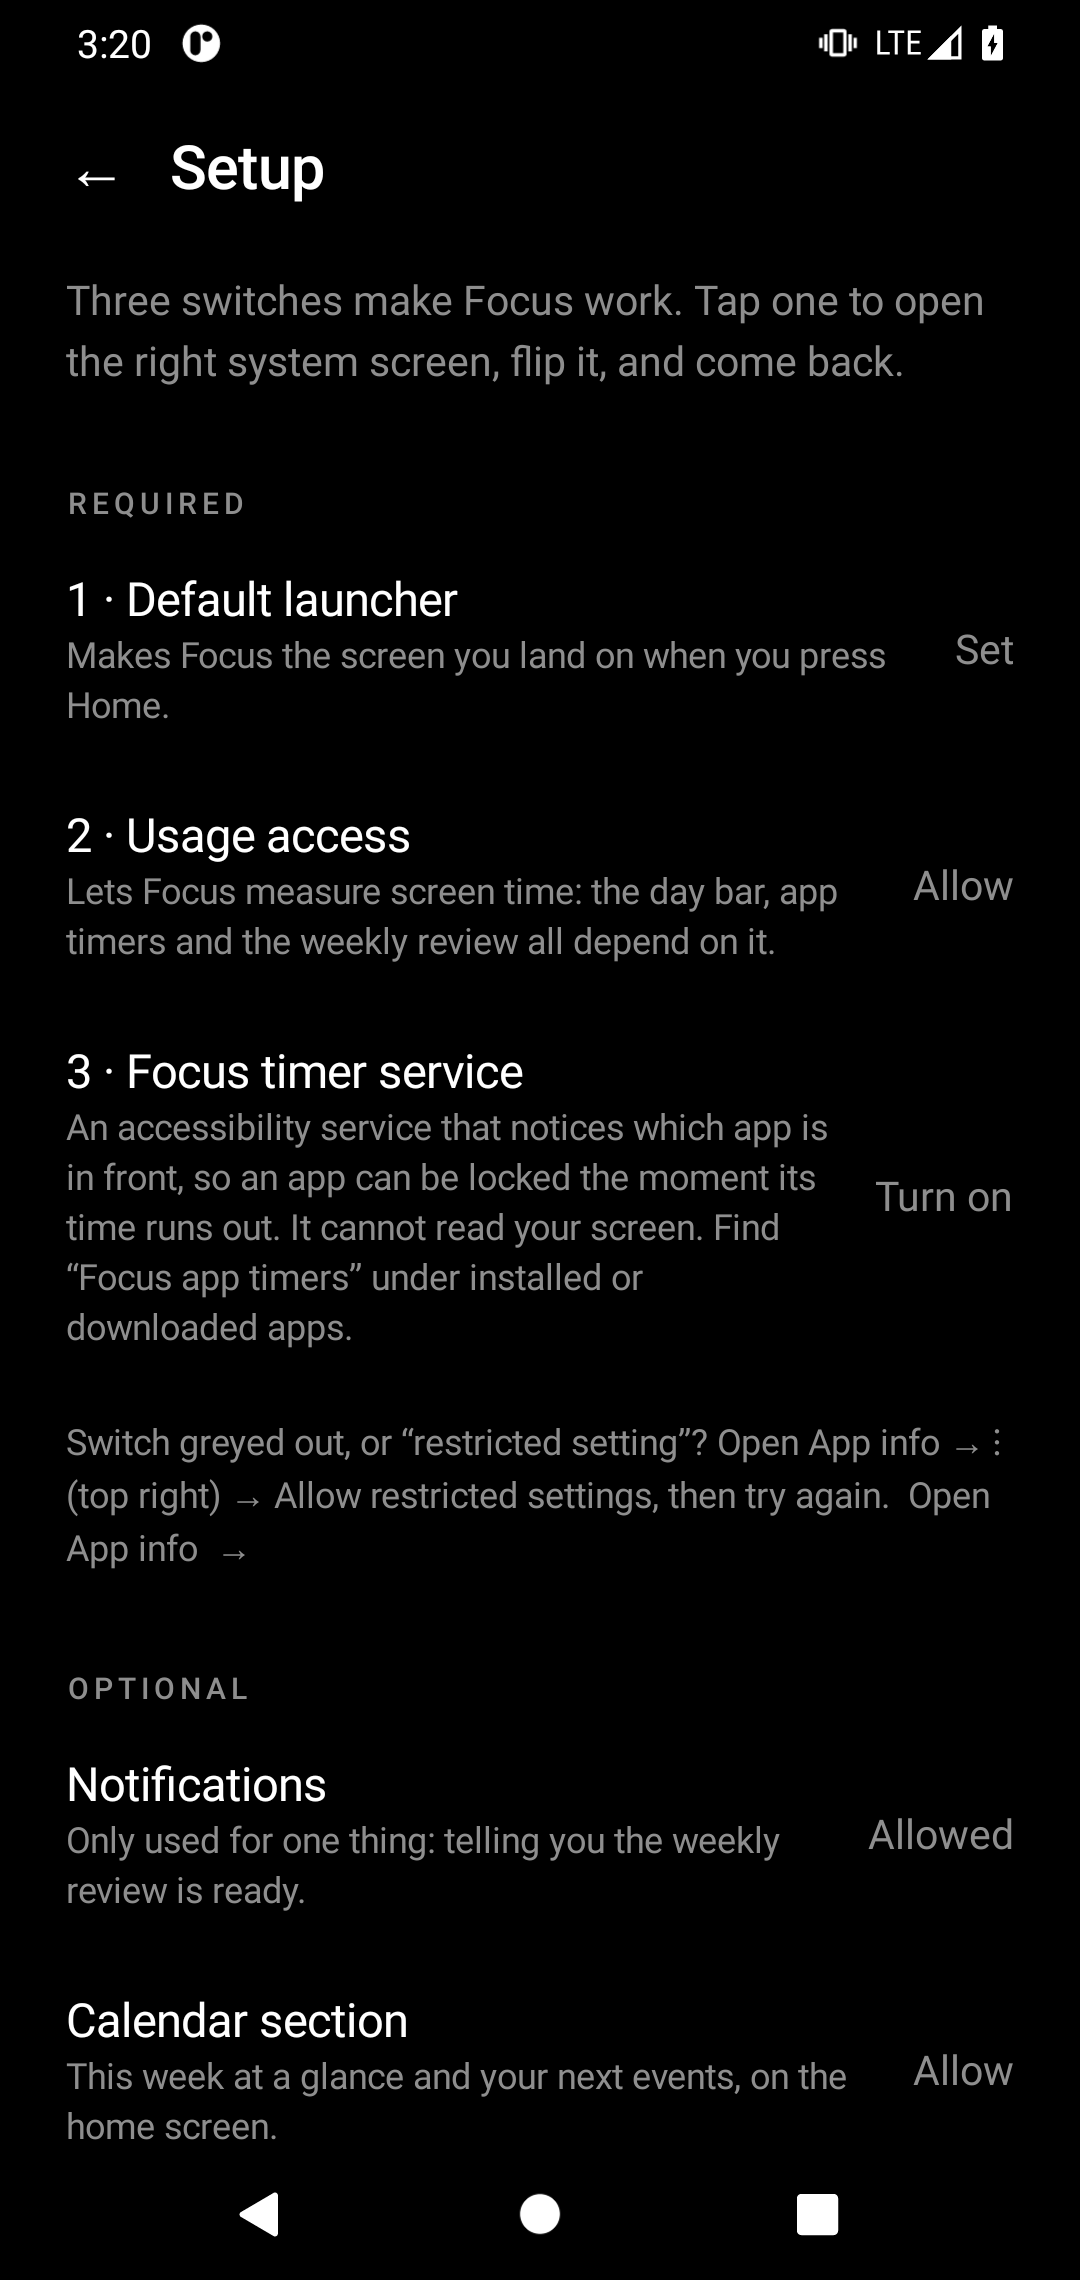 3:20 LTE
← Setup
Three switches make Focus work. Tap one to open
the right system screen, flip it, and come back.
REQUIRED
1 · Default launcher
Makes Focus the screen you land on when you press
Home.
Set
2 · Usage access
Lets Focus measure screen time: the day bar, app
timers and the weekly review all depend on it.
Allow
3 · Focus timer service
An accessibility service that notices which app is
in front, so an app can be locked the moment its
time runs out. It cannot read your screen. Find
“Focus app timers” under installed or
downloaded apps.
Turn on
Switch greyed out, or “restricted setting”? Open App info → ⋮
(top right) → Allow restricted settings, then try again. Open
App info →
OPTIONAL
Notifications
Only used for one thing: telling you the weekly
review is ready.
Allowed
Calendar section
This week at a glance and your next events, on the
home screen.
Allow